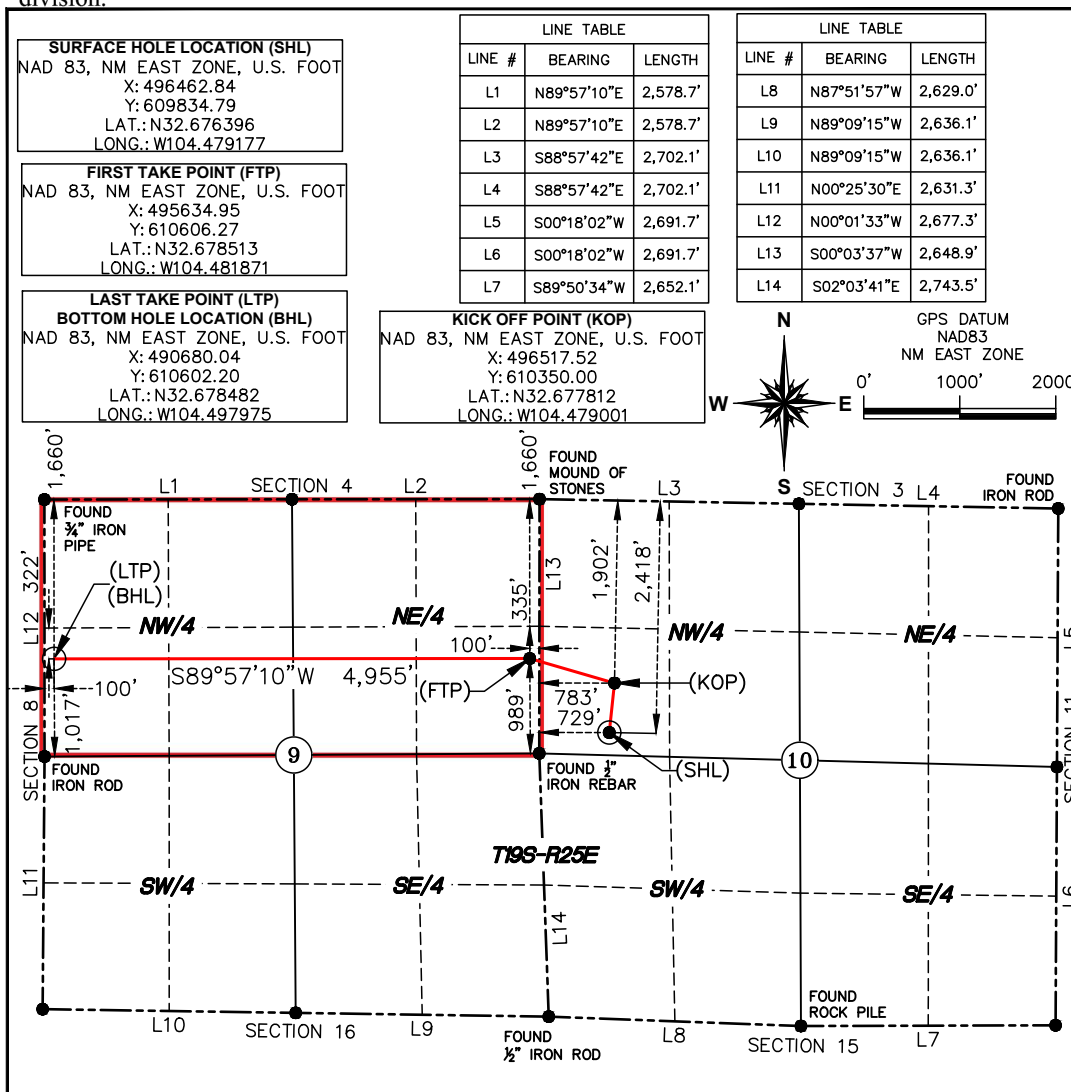 division.
SURFACE HOLE LOCATION (SHL)
NAD 83, NM EAST ZONE, U.S. FOOT
X: 496462.84
Y: 609834.79
LAT.: N32.676396
LONG.: W104.479177
FIRST TAKE POINT (FTP)
NAD 83, NM EAST ZONE, U.S. FOOT
X: 495634.95
Y: 610606.27
LAT.: N32.678513
LONG.: W104.481871
LAST TAKE POINT (LTP)
BOTTOM HOLE LOCATION (BHL)
NAD 83, NM EAST ZONE, U.S. FOOT
X: 490680.04
Y: 610602.20
LAT.: N32.678482
LONG.: W104.497975
LINE TABLE
LINE # BEARING LENGTH
L1 N89°57'10"E 2,578.7'
L2 N89°57'10"E 2,578.7'
L3 S88°57'42"E 2,702.1'
L4 S88°57'42"E 2,702.1'
L5 S00°18'02"W 2,691.7'
L6 S00°18'02"W 2,691.7'
L7 S89°50'34"W 2,652.1'
LINE TABLE
LINE # BEARING LENGTH
L8 N87°51'57"W 2,629.0'
L9 N89°09'15"W 2,636.1'
L10 N89°09'15"W 2,636.1'
L11 N00°25'30"E 2,631.3'
L12 N00°01'33"W 2,677.3'
L13 S00°03'37"W 2,648.9'
L14 S02°03'41"E 2,743.5'
KICK OFF POINT (KOP)
NAD 83, NM EAST ZONE, U.S. FOOT
X: 496517.52
Y: 610350.00
LAT.: N32.677812
LONG.: W104.479001
N
W E
S
GPS DATUM
NAD83
NM EAST ZONE
0' 1000' 2000
1,660'
L1
SECTION 4
L2
1,660'
FOUND
MOUND OF
STONES
L3
SECTION 3
L4
FOUND
IRON ROD
FOUND
¾" IRON
PIPE
322'
L12
(LTP)
(BHL)
NW/4
NE/4
335'
L13
1,902'
2,418'
NW/4
NE/4
L5
100'
S89°57'10"W 4,955'
(FTP)
(KOP)
100'
1,017'
989'
783'
729'
(SHL)
SECTION 8
SECTION 11
FOUND
IRON ROD
9
FOUND ½"
IRON REBAR
10
T19S-R25E
L11
SW/4
SE/4
L14
SW/4
SE/4
L6
L10
SECTION 16
L9
FOUND
½" IRON ROD
L8
FOUND
ROCK PILE
SECTION 15
L7